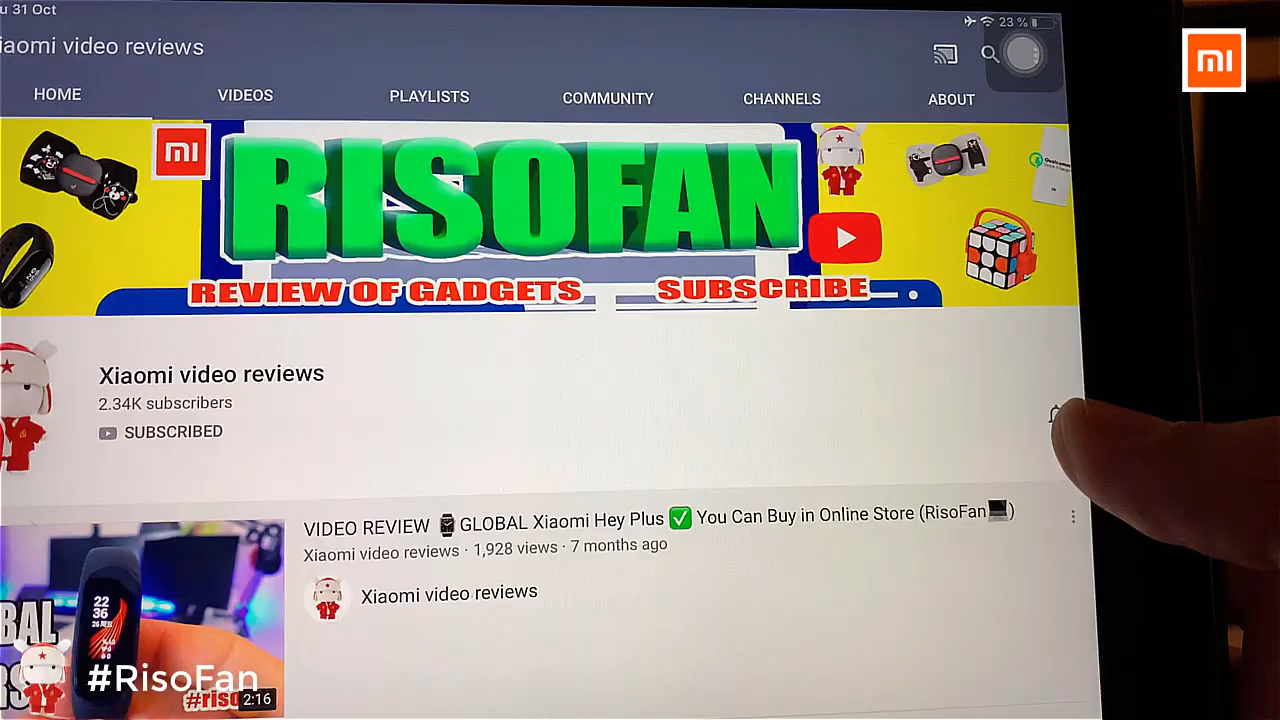 u 31 Oct
23 %
iaomi video reviews
mi
HOME
VIDEOS
PLAYLISTS
COMMUNITY
CHANNELS
ABOUT
mi
RISOFAN
REVIEW OF GADGETS
SUBSCRIBE
Xiaomi video reviews
2.34K subscribers
SUBSCRIBED
VIDEO REVIEW ⌚GLOBAL Xiaomi Hey Plus ✅ You Can Buy in Online Store (RisoFan💻)
Xiaomi video reviews · 1,928 views · 7 months ago
Xiaomi video reviews
22
36
BAL
RS
#RisoFan
#riso
2:16